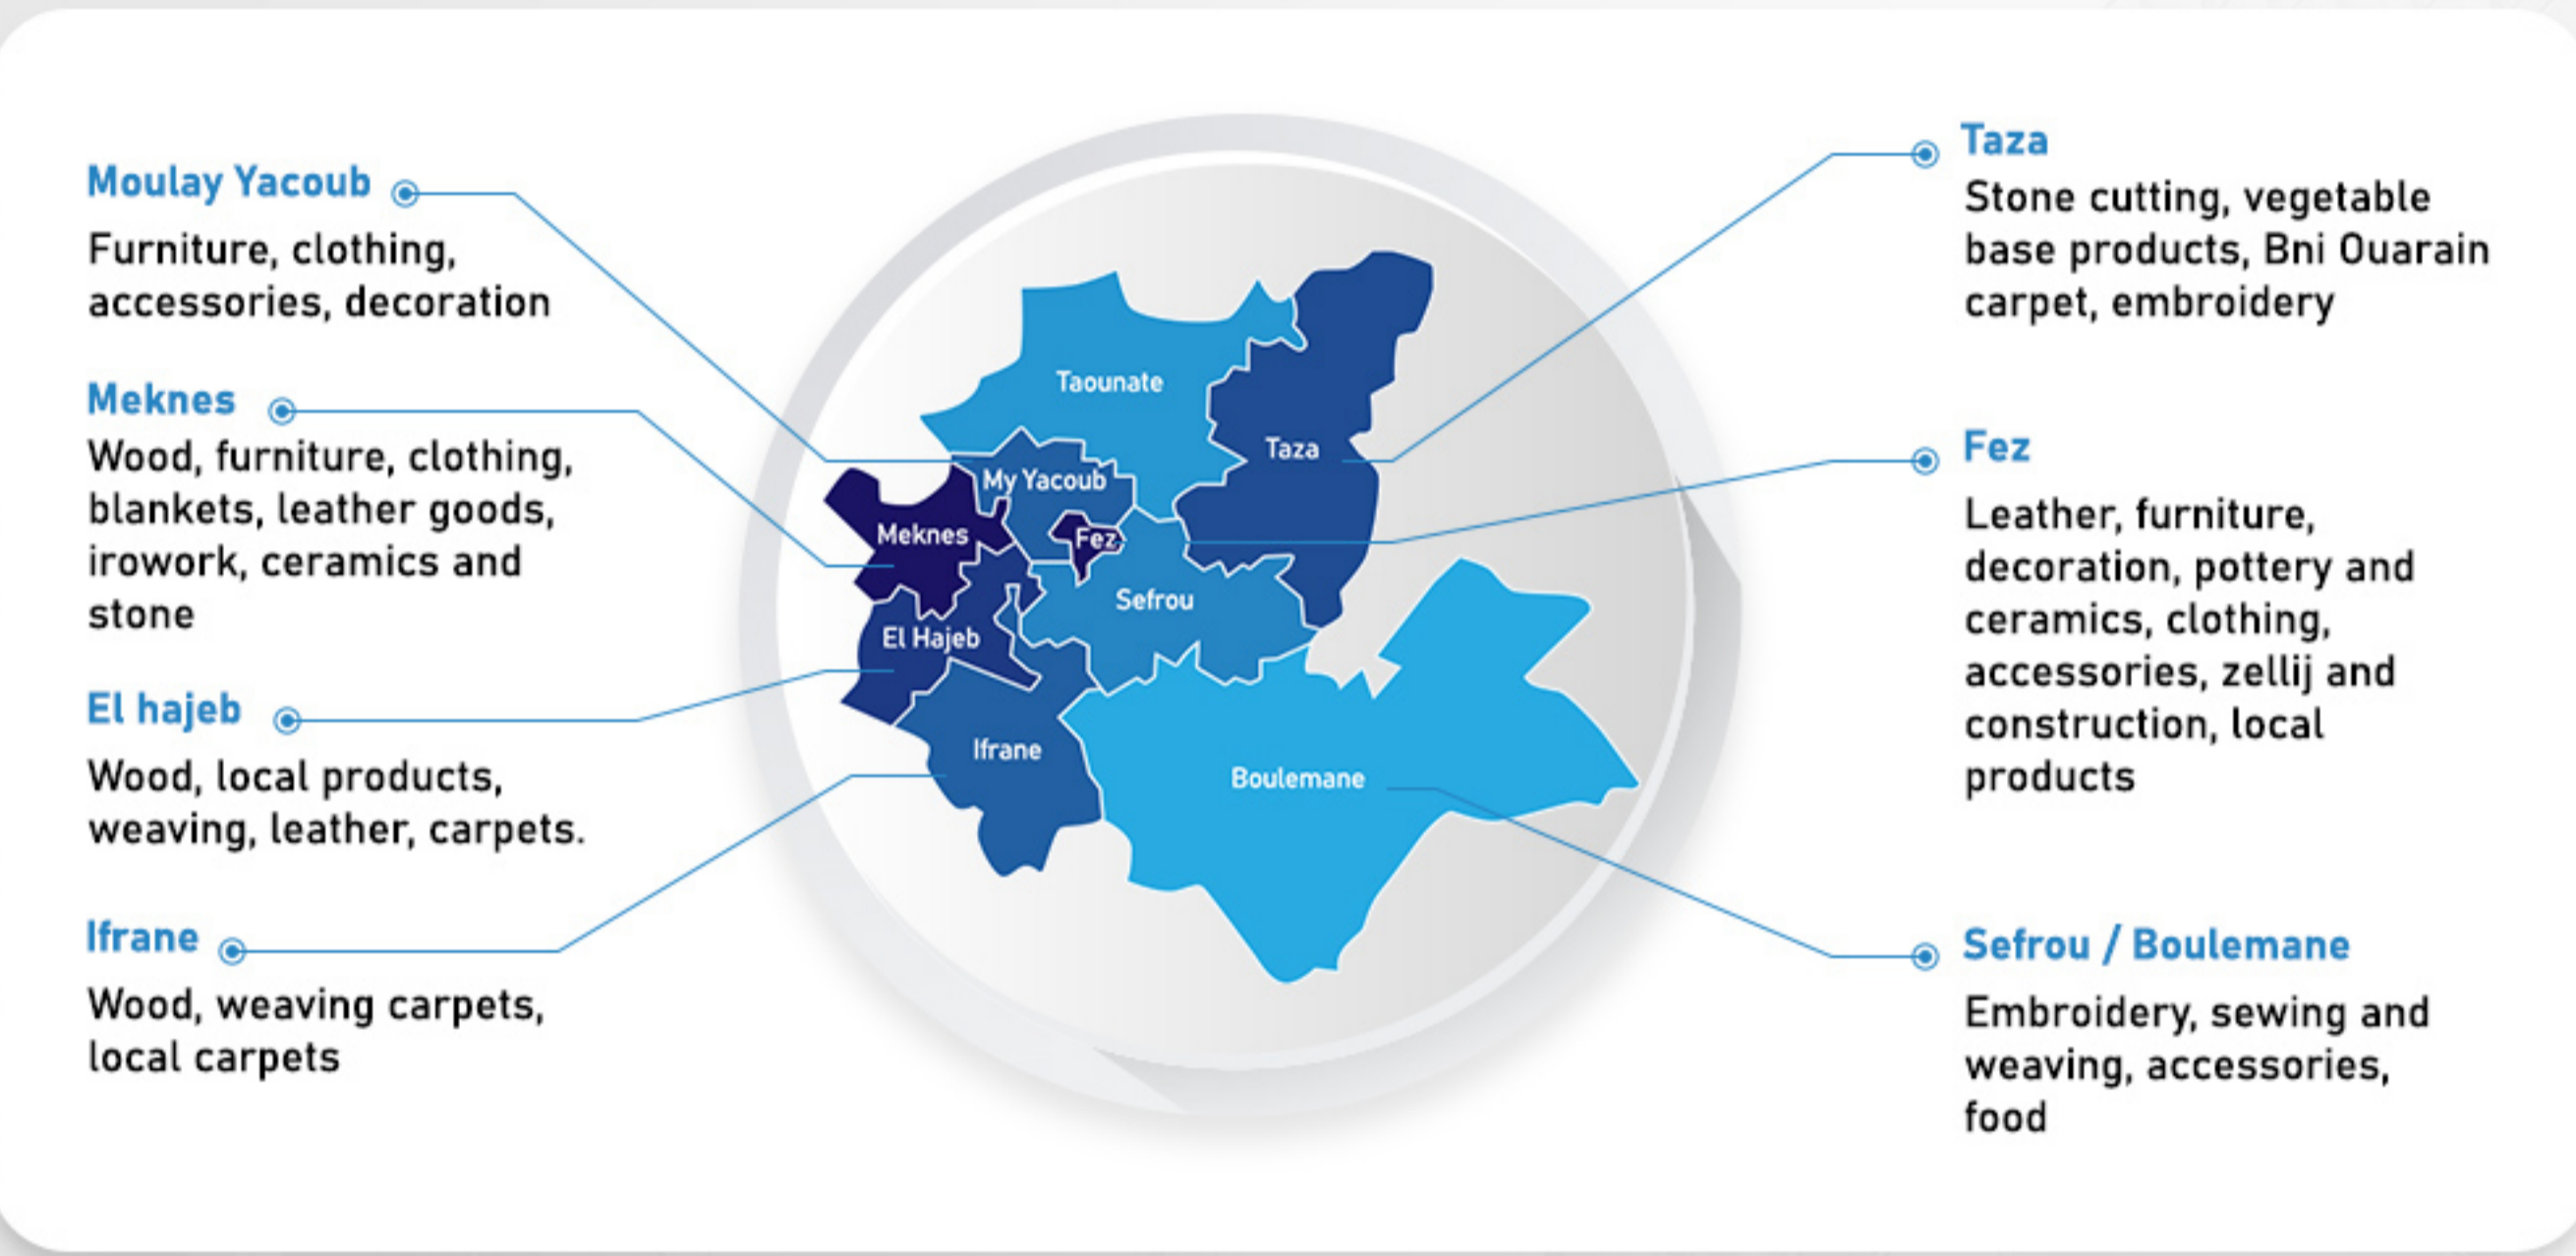 Moulay Yacoub
Furniture, clothing,
accessories, decoration
Meknes
Wood, furniture, clothing,
blankets, leather goods,
irowork, ceramics and
stone
El hajeb
Wood, local products,
weaving, leather, carpets.
Ifrane
Wood, weaving carpets,
local carpets
Taounate
Taza
My Yacoub
Meknes
Fez
Sefrou
El Hajeb
Ifrane
Boulemane
Taza
Stone cutting, vegetable
base products, Bni Ouarain
carpet, embroidery
Fez
Leather, furniture,
decoration, pottery and
ceramics, clothing,
accessories, zellij and
construction, local
products
Sefrou / Boulemane
Embroidery, sewing and
weaving, accessories,
food